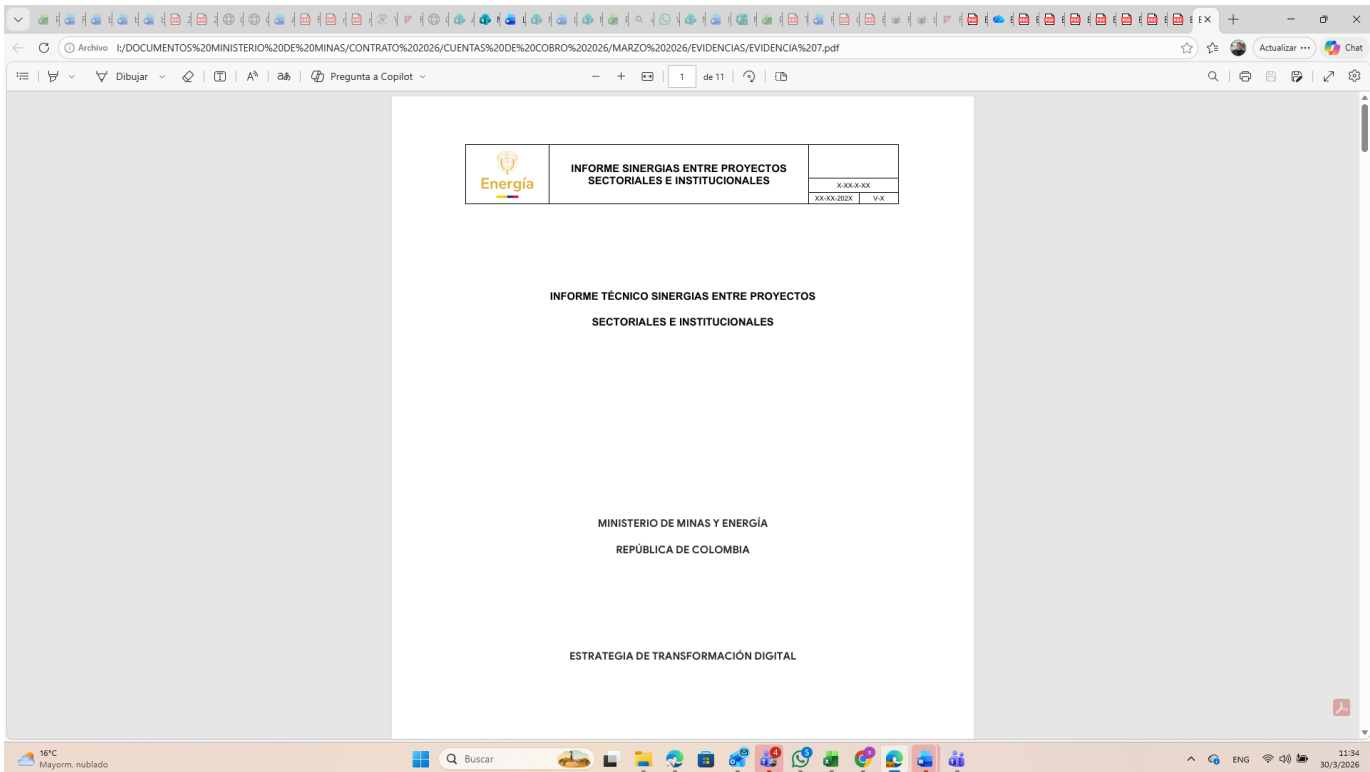 Archivo
I:/DOCUMENTOS%20MINISTERIO%20DE%20MINAS/CONTRATO%202026/CUENTAS%20DE%20COBRO%202026/MARZO%202026/EVIDENCIAS/EVIDENCIA%207.pdf
Actualizar
Chat
Dibujar
Pregunta a Copilot
1
de 11
Energía
INFORME SINERGIAS ENTRE PROYECTOS
SECTORIALES E INSTITUCIONALES
X-XX-X-XX
XX-XX-202X
V-X
INFORME TÉCNICO SINERGIAS ENTRE PROYECTOS
SECTORIALES E INSTITUCIONALES
MINISTERIO DE MINAS Y ENERGÍA
REPÚBLICA DE COLOMBIA
ESTRATEGIA DE TRANSFORMACIÓN DIGITAL
16°C
Mayorm. nublado
Buscar
ENG
11:34
30/3/2026